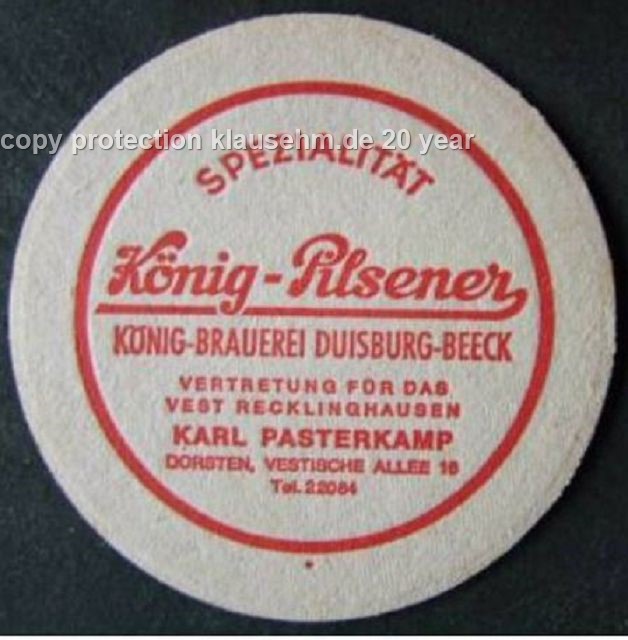 copy protection klausehm.de 20 year
SPEZIALITÄT
König-Pilsener
KÖNIG-BRAUEREI DUISBURG-BEECK
VERTRETUNG FÜR DAS
VEST RECKLINGHAUSEN
KARL PASTERKAMP
DORSTEN, VESTISCHE ALLEE 16
Tel. 22084